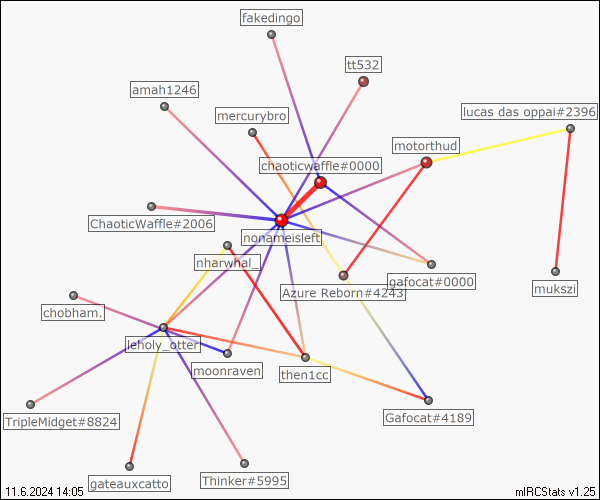 fakedingo
tt532
amah1246
mercurybro
lucas das oppai#2396
motorthud
chaoticwaffle#0000
ChaoticWaffle#2006
nonameisleft
nharwhal_
Azure Reborn#4243
gafocat#0000
mukszi
chobham.
leholy_otter
moonraven
then1cc
TripleMidget#8824
Gafocat#4189
gateauxcatto
Thinker#5995
11.6.2024 14:05
mIRCStats v1.25